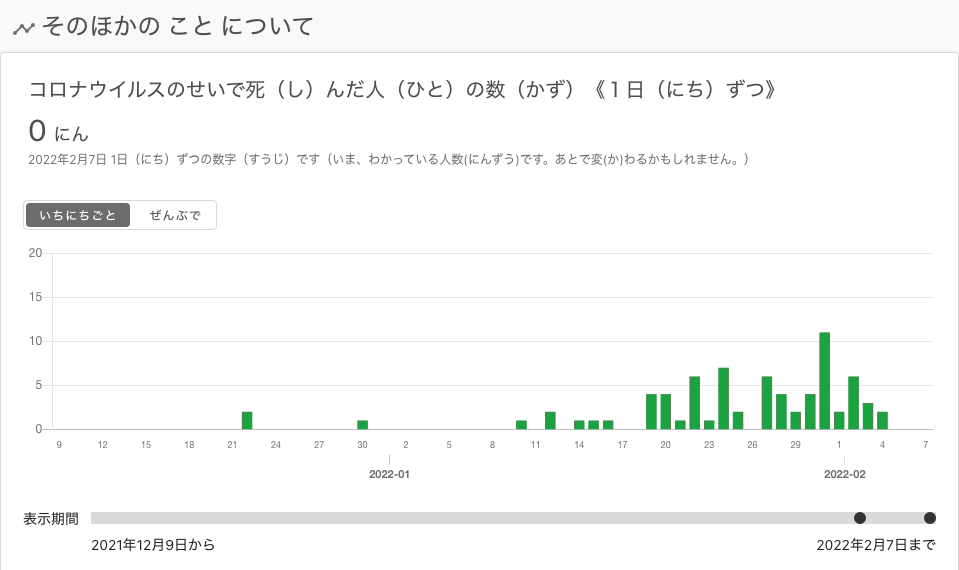 そのほかの こと について
コロナウイルスのせいで死（し）んだ人（ひと）の数（かず）《１日（にち）ずつ》
0 にん
2022年2月7日 1日（にち）ずつの数字（すうじ）です（いま、わかっている人数(にんずう)です。あとで変(か)わるかもしれません。）
いちにちごと ぜんぶで
20
15
10
5
0
9 12 15 18 21 24 27 30 2 5 8 11 14 17 20 23 26 29 1 4 7
2022-01 2022-02
表示期間
2021年12月9日から 2022年2月7日まで